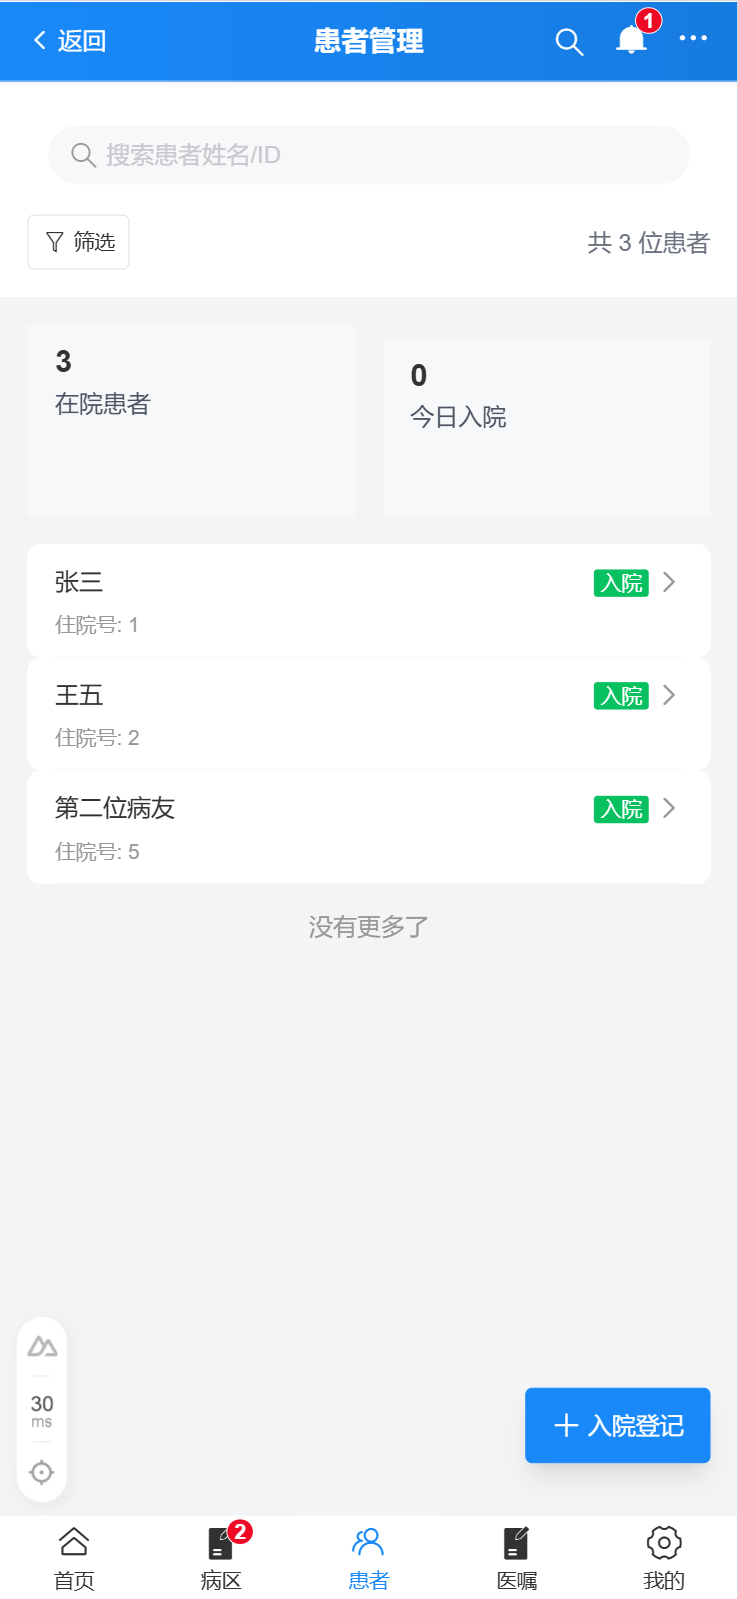 返回 患者管理 1
搜索患者姓名/ID
筛选 共 3 位患者
3
在院患者
0
今日入院
张三 入院
住院号: 1
王五 入院
住院号: 2
第二位病友 入院
住院号: 5
没有更多了
30
ms
入院登记
2
首页 病区 患者 医嘱 我的